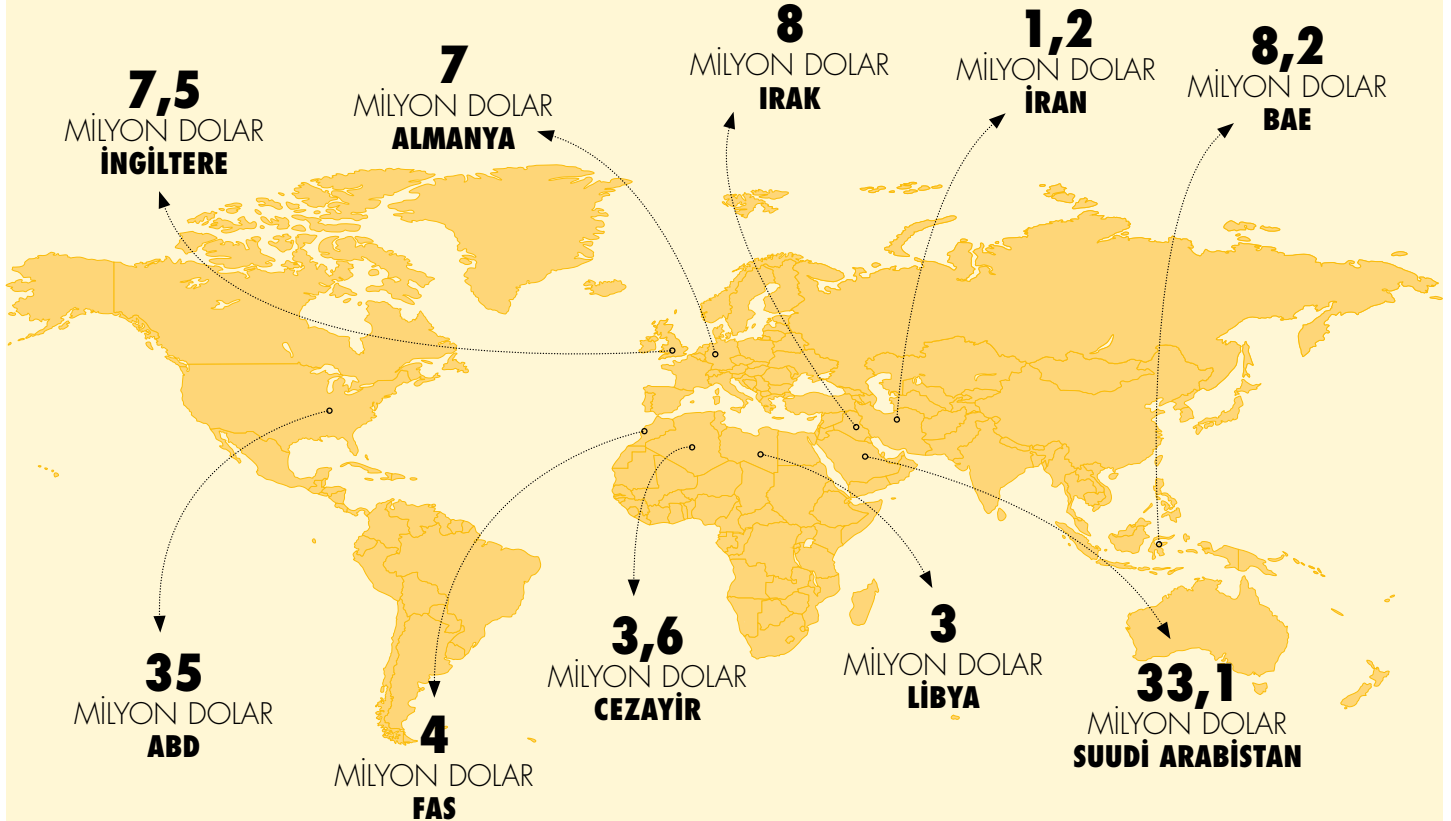 7,5
MİLYON DOLAR
İNGİLTERE
7
MİLYON DOLAR
ALMANYA
8
MİLYON DOLAR
IRAK
1,2
MİLYON DOLAR
İRAN
8,2
MİLYON DOLAR
BAE
35
MİLYON DOLAR
ABD
4
MİLYON DOLAR
FAS
3,6
MİLYON DOLAR
CEZAYİR
3
MİLYON DOLAR
LİBYA
33,1
MİLYON DOLAR
SUUDİ ARABİSTAN